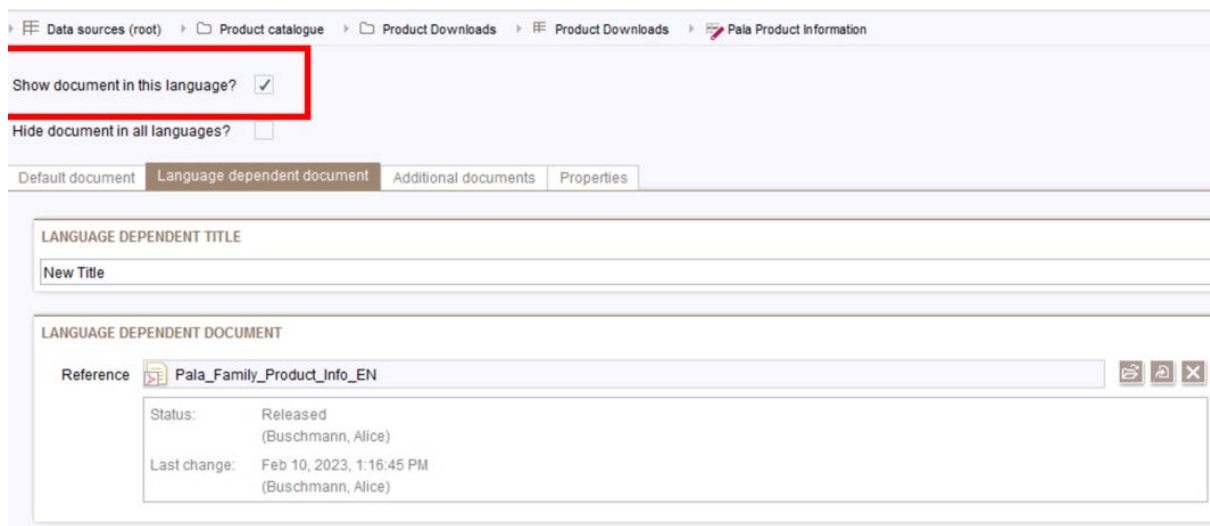 Data sources (root) Product catalogue Product Downloads Product Downloads Pala Product Information
Show document in this language?
Hide document in all languages?
Default document Language dependent document Additional documents Properties
LANGUAGE DEPENDENT TITLE
New Title
LANGUAGE DEPENDENT DOCUMENT
Reference Pala_Family_Product_Info_EN
Status: Released
(Buschmann, Alice)
Last change: Feb 10, 2023, 1:16:45 PM
(Buschmann, Alice)